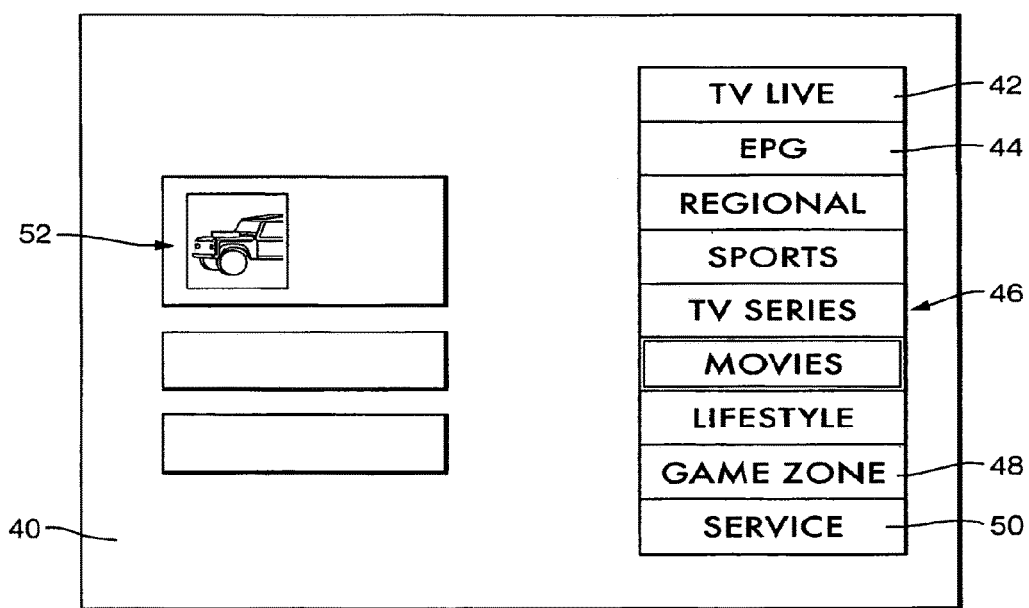 TV LIVE
42
EPG
44
REGIONAL
52
SPORTS
46
TV SERIES
MOVIES
LIFESTYLE
GAME ZONE
48
40
SERVICE
50